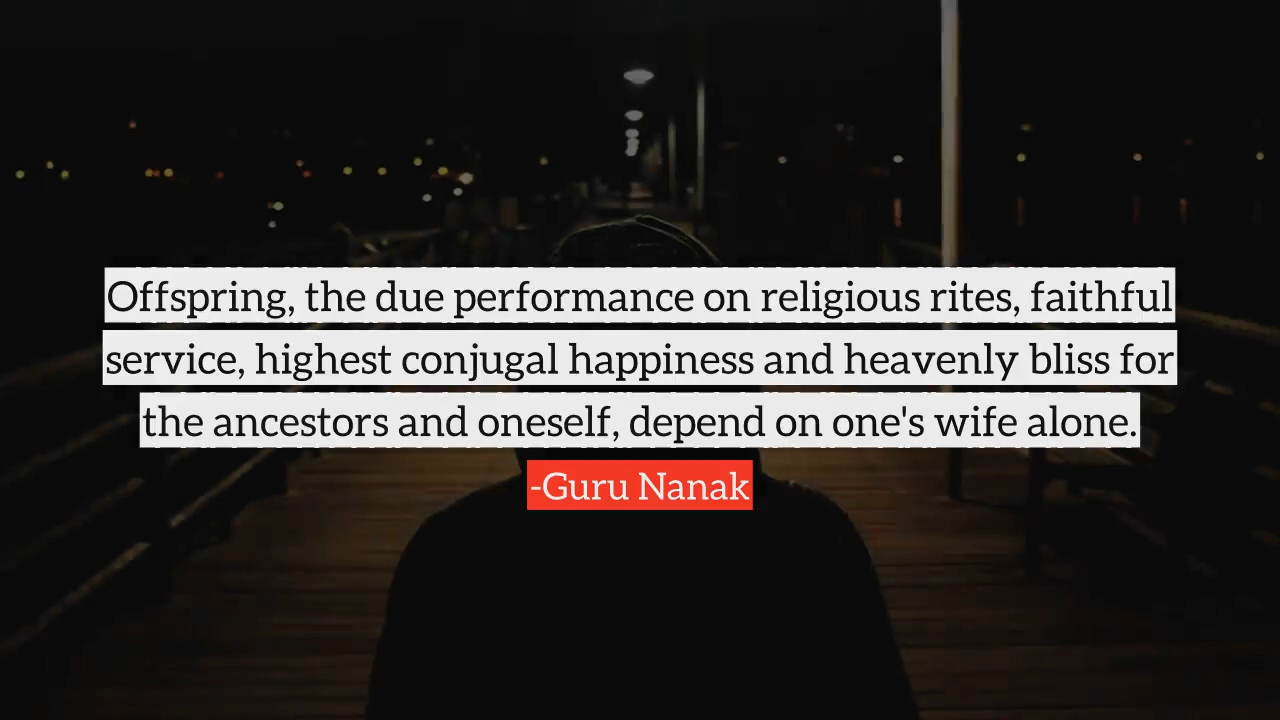 Offspring, the due performance on religious rites, faithful
service, highest conjugal happiness and heavenly bliss for
the ancestors and oneself, depend on one's wife alone.
-Guru Nanak